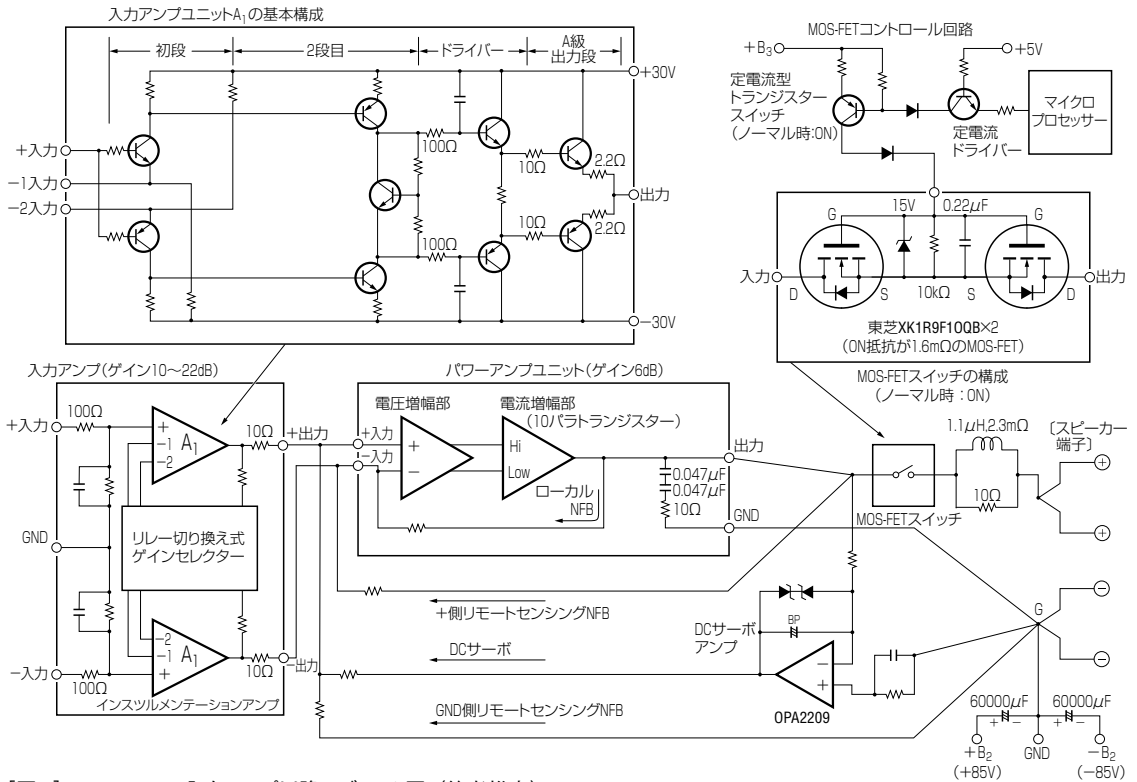 入力アンプユニットA1の基本構成
初段
2段目
ドライバー
A級
出力段
+30V
100Ω
10Ω
2.2Ω
+入力
−1入力
−2入力
出力
10Ω
2.2Ω
100Ω
−30V
MOS-FETコントロール回路
+B3
+5V
定電流型
トランジスター
スイッチ
(ノーマル時:ON)
定電流
ドライバー
マイクロ
プロセッサー
15V
0.22μF
G
G
入力
D
S
10kΩ
S
D
出力
東芝XK1R9F10QB×2
(ON抵抗が1.6mΩのMOS-FET)
MOS-FETスイッチの構成
(ノーマル時:ON)
入力アンプ(ゲイン10〜22dB)
+入力
100Ω
+
−1
−2
A1
10Ω
+出力
GND
リレー切り換え式
ゲインセレクター
−2
−1
+
A1
10Ω
−出力
−入力
100Ω
インスツルメンテーションアンプ
パワーアンプユニット(ゲイン6dB)
電圧増幅部
電流増幅部
(10パラトランジスター)
+入力
−入力
+
−
Hi
Low
ローカル
NFB
出力
0.047μF
0.047μF
10Ω
GND
+側リモートセンシングNFB
DCサーボ
GND側リモートセンシングNFB
DCサーボ
アンプ
BP
−
+
OPA2209
MOS-FETスイッチ
1.1μH,2.3mΩ
10Ω
〔スピーカー
端子〕
+
+
−
−
G
60000μF
60000μF
+ −
+ −
+B2
(+85V)
GND
−B2
(−85V)